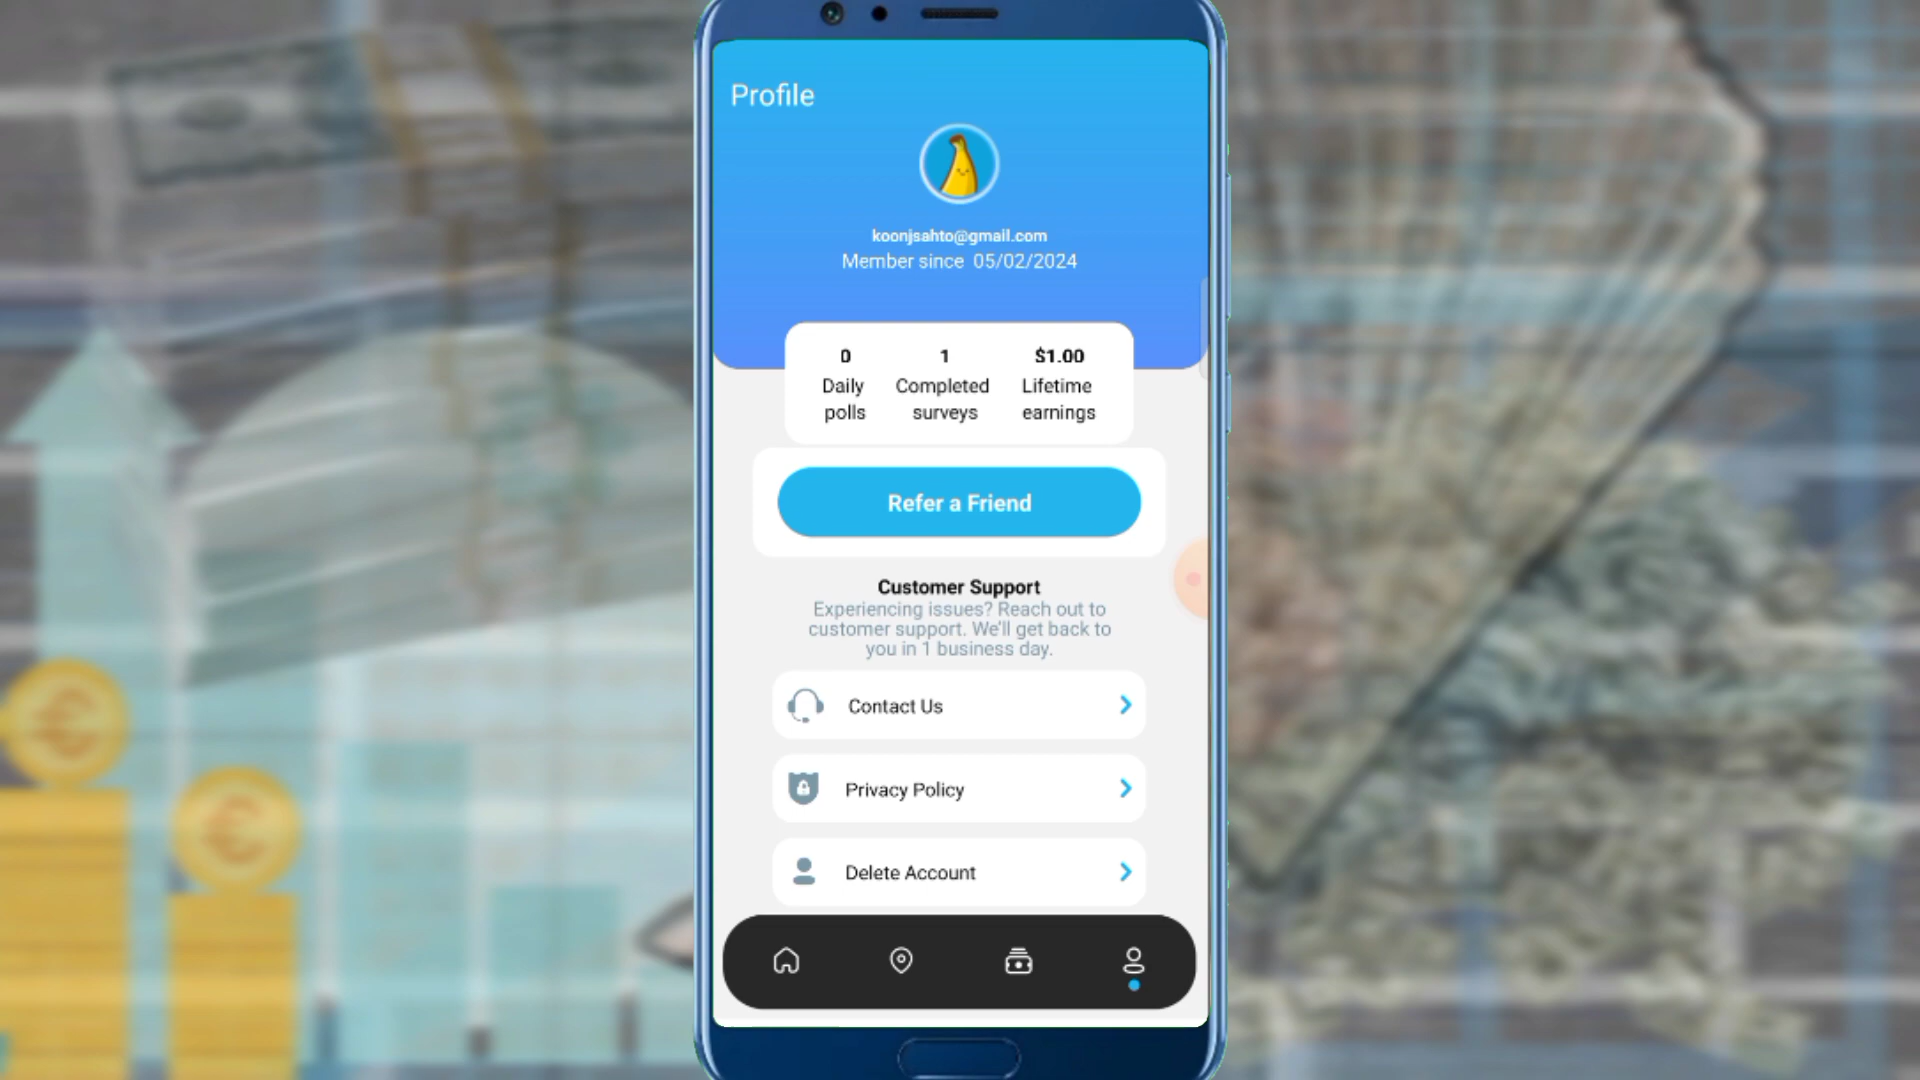 Profile
koonjsahto@gmail.com
Member since 05/02/2024
0 1 $1.00
Daily Completed Lifetime
polls surveys earnings
Refer a Friend
Customer Support
Experiencing issues? Reach out to
customer support. We'll get back to
you in 1 business day.
Contact Us
Privacy Policy
Delete Account